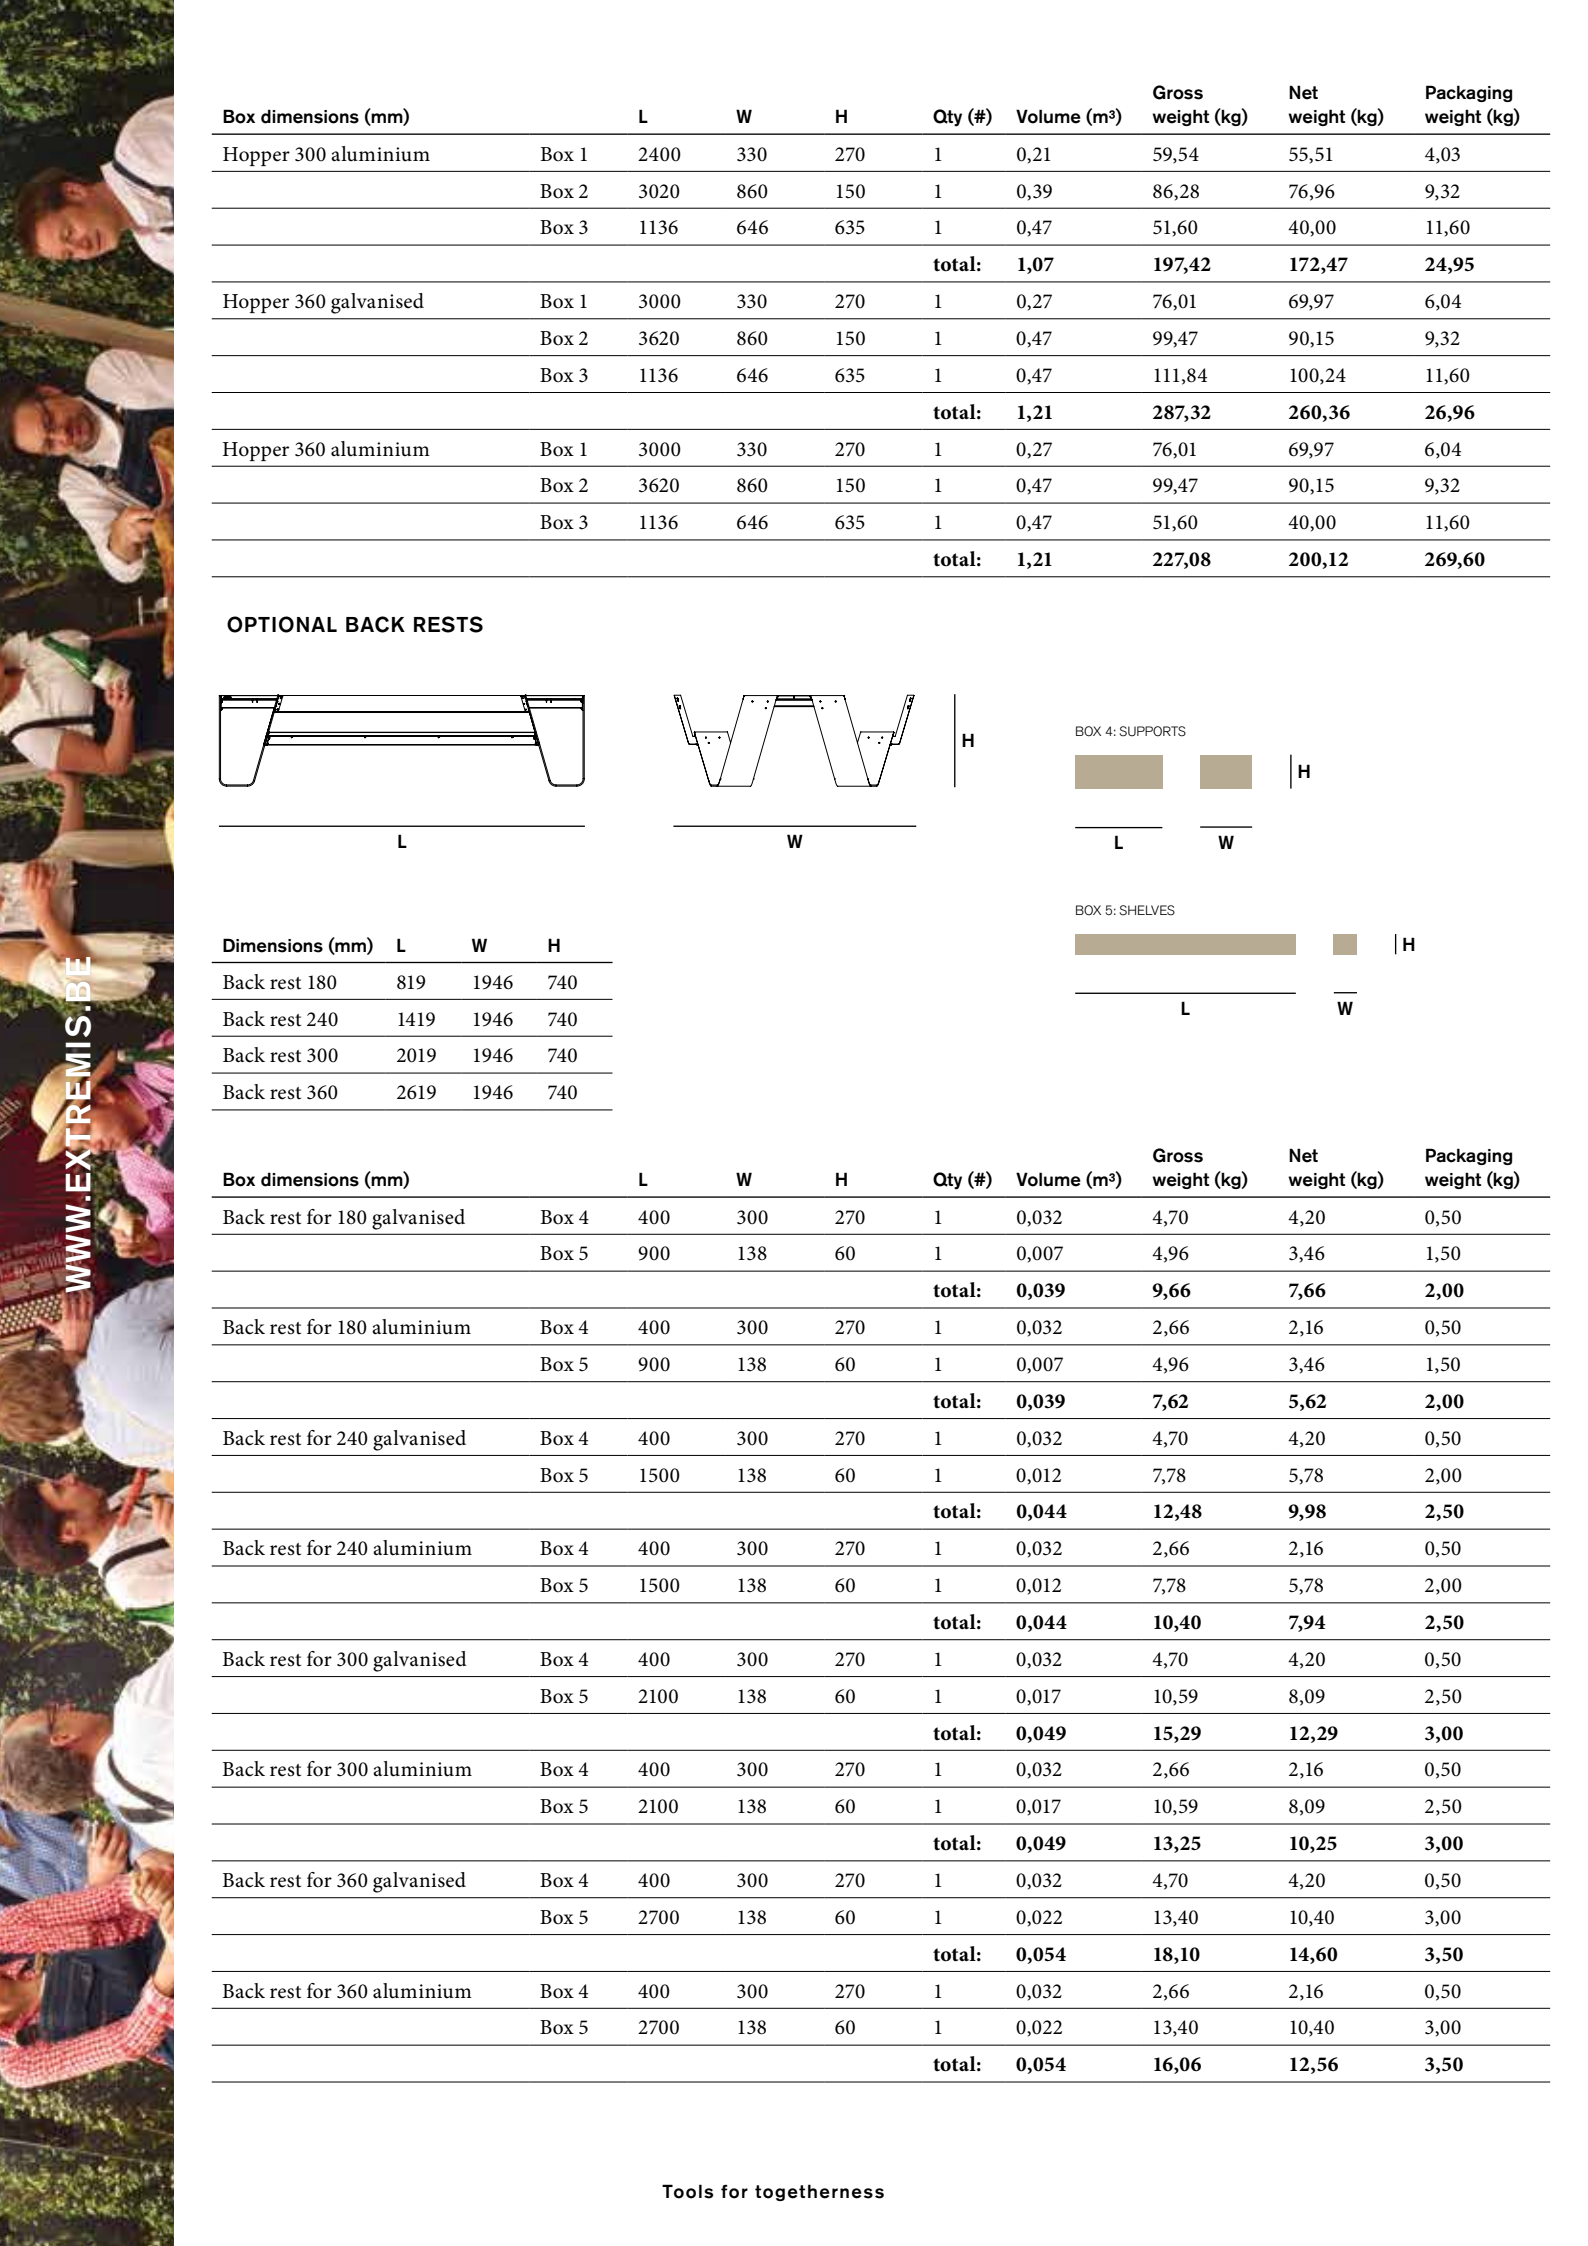 Box dimensions (mm) L W H Qty (#) Volume (m³) Gross weight (kg) Net weight (kg) Packaging weight (kg)
Hopper 300 aluminium Box 1 2400 330 270 1 0,21 59,54 55,51 4,03
Box 2 3020 860 150 1 0,39 86,28 76,96 9,32
Box 3 1136 646 635 1 0,47 51,60 40,00 11,60
total: 1,07 197,42 172,47 24,95
Hopper 360 galvanised Box 1 3000 330 270 1 0,27 76,01 69,97 6,04
Box 2 3620 860 150 1 0,47 99,47 90,15 9,32
Box 3 1136 646 635 1 0,47 111,84 100,24 11,60
total: 1,21 287,32 260,36 26,96
Hopper 360 aluminium Box 1 3000 330 270 1 0,27 76,01 69,97 6,04
Box 2 3620 860 150 1 0,47 99,47 90,15 9,32
Box 3 1136 646 635 1 0,47 51,60 40,00 11,60
total: 1,21 227,08 200,12 269,60
OPTIONAL BACK RESTS
H
L
W
BOX 4: SUPPORTS
H
L W
BOX 5: SHELVES
H
L W
Dimensions (mm) L W H
Back rest 180 819 1946 740
Back rest 240 1419 1946 740
Back rest 300 2019 1946 740
Back rest 360 2619 1946 740
Box dimensions (mm) L W H Qty (#) Volume (m³) Gross weight (kg) Net weight (kg) Packaging weight (kg)
Back rest for 180 galvanised Box 4 400 300 270 1 0,032 4,70 4,20 0,50
Box 5 900 138 60 1 0,007 4,96 3,46 1,50
total: 0,039 9,66 7,66 2,00
Back rest for 180 aluminium Box 4 400 300 270 1 0,032 2,66 2,16 0,50
Box 5 900 138 60 1 0,007 4,96 3,46 1,50
total: 0,039 7,62 5,62 2,00
Back rest for 240 galvanised Box 4 400 300 270 1 0,032 4,70 4,20 0,50
Box 5 1500 138 60 1 0,012 7,78 5,78 2,00
total: 0,044 12,48 9,98 2,50
Back rest for 240 aluminium Box 4 400 300 270 1 0,032 2,66 2,16 0,50
Box 5 1500 138 60 1 0,012 7,78 5,78 2,00
total: 0,044 10,40 7,94 2,50
Back rest for 300 galvanised Box 4 400 300 270 1 0,032 4,70 4,20 0,50
Box 5 2100 138 60 1 0,017 10,59 8,09 2,50
total: 0,049 15,29 12,29 3,00
Back rest for 300 aluminium Box 4 400 300 270 1 0,032 2,66 2,16 0,50
Box 5 2100 138 60 1 0,017 10,59 8,09 2,50
total: 0,049 13,25 10,25 3,00
Back rest for 360 galvanised Box 4 400 300 270 1 0,032 4,70 4,20 0,50
Box 5 2700 138 60 1 0,022 13,40 10,40 3,00
total: 0,054 18,10 14,60 3,50
Back rest for 360 aluminium Box 4 400 300 270 1 0,032 2,66 2,16 0,50
Box 5 2700 138 60 1 0,022 13,40 10,40 3,00
total: 0,054 16,06 12,56 3,50
Tools for togetherness
WWW.EXTREMIS.BE